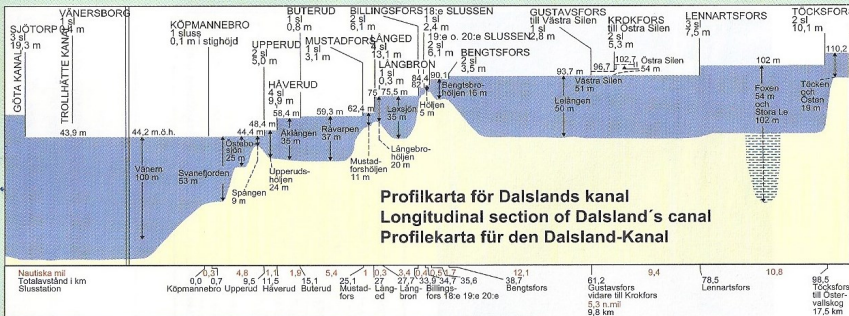 SJÖTORP
3 sl
19,3 m
GÖTA KANAL
VÄNERSBORG
1 sl
0,4 m
TROLLHÄTTE KANAL
KÖPMANNEBRO
1 sluss
0,1 m i stighöjd
UPPERUD
2 sl
5,0 m
HÅVERUD
4 sl
9,9 m
BUTERUD
1 sl
0,8 m
MUSTADFORS
1 sl
3,1 m
BILLINGSFORS
2 sl
6,1 m
LÅNGED
4 sl
13,1 m
LÅNGBRON
1 sl
0,3 m
18:e SLUSSEN
1 sl
2,4 m
19:e o. 20:e SLUSSEN
2 sl
6,1 m
BENGTSFORS
2 sl
3,5 m
GUSTAVSFORS
till Västra Silen
1 sl
2,8 m
KROKFORS
till Östra Silen
2 sl
5,3 m
LENNARTSFORS
3 sl
7,5 m
TÖCKSFORS
2 sl
10,1 m
43,9 m
44,2 m.ö.h.
44,4 m
48,4 m
58,4 m
59,3 m
62,4 m
75,5 m
90,1
93,7 m
96,7
102,7
102 m
110,2
Vänern
100 m
Svanefjorden
53 m
Östebo-
sjön
25 m
Spången
9 m
Upperuds-
höljen
24 m
Åklången
35 m
Råvarpen
37 m
Mustad-
forshöljen
11 m
Laxsjön
35 m
Långebro-
höljen
20 m
Höljen
5 m
Bengtsbro-
höljen 16 m
Lelången
50 m
Västra Silen
51 m
Östra Silen
54 m
Foxen
54 m
och
Stora Le
102 m
Töcken
och
Östen
19 m
Profilkarta för Dalslands kanal
Longitudinal section of Dalsland´s canal
Profilekarta für den Dalsland-Kanal
Nautiska mil 0,3 4,8 1,1 1,9 5,4 1 0,3 3,4 0,4 0,5 1,7 12,1 9,4 10,8
Totalavstånd i km 0,0 0,7 9,5 11,5 15,1 25,1 27 27,7 33,9 34,7 35,6 38,7 61,2 78,5 98,5
Slusstation Köpmannebro Upperud Håverud Buterud Mustad-
fors Lång-
ed Lång-
bron Billings-
fors 18:e 19:e 20:e Bengtsfors Gustavsfors
vidare till Krokfors
5,3 n.mil
9,8 km
Lennartsfors Töcksfors
till Öster-
vallskog
17,5 km